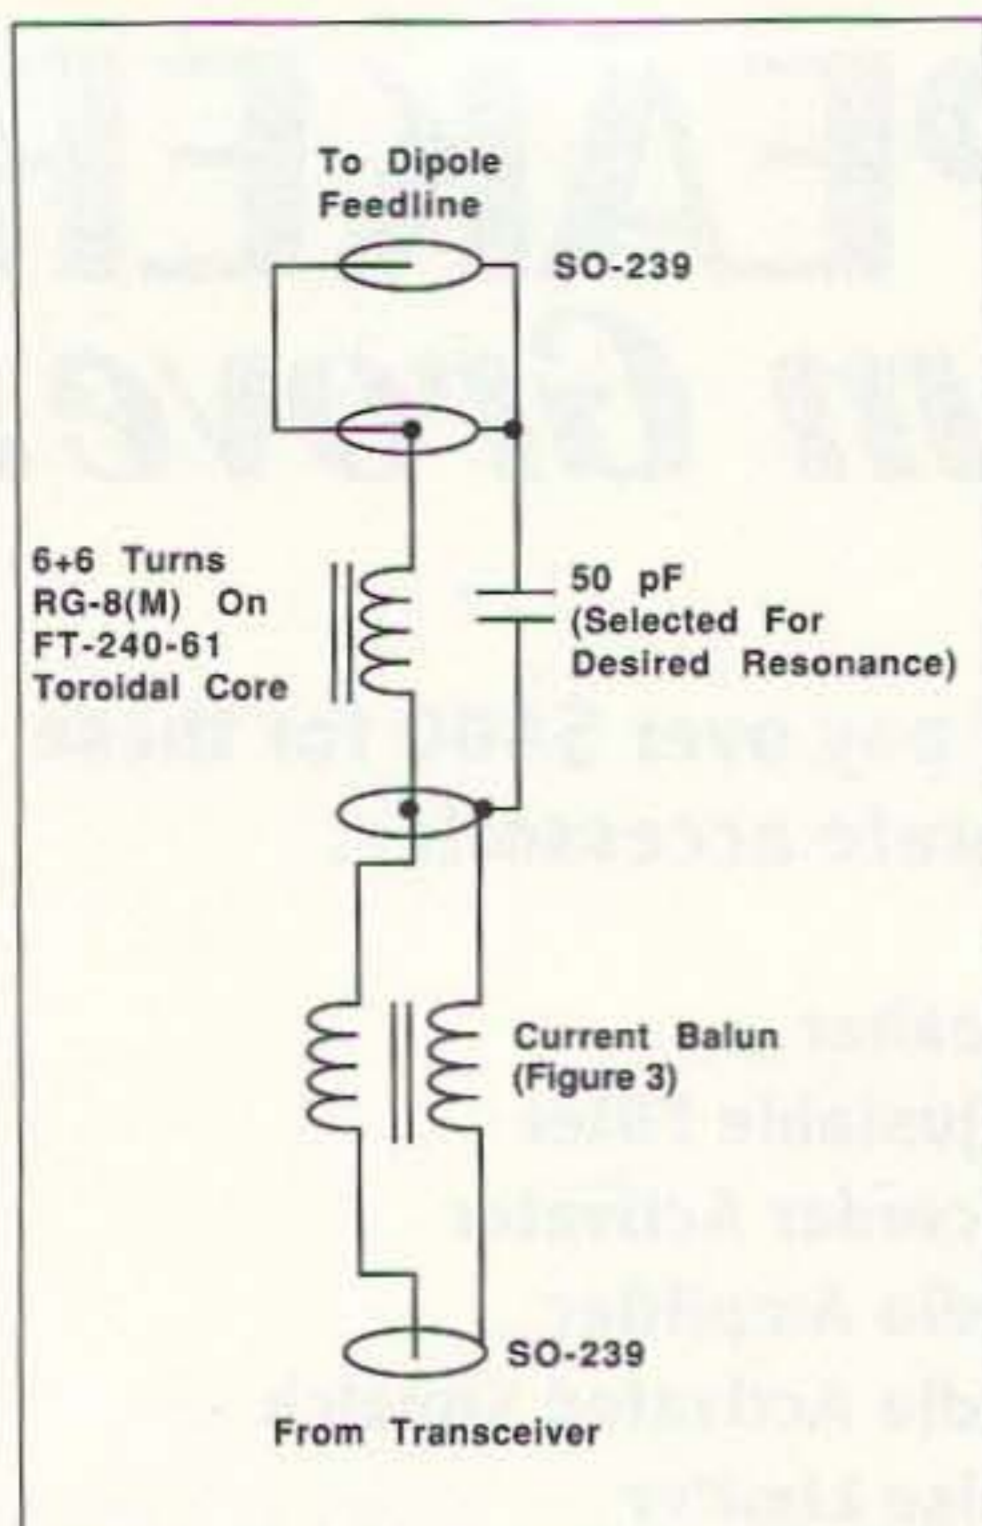 To Dipole
Feedline
SO-239
6+6 Turns
RG-8(M) On
FT-240-61
Toroidal Core
50 pF
(Selected For
Desired Resonance)
Current Balun
(Figure 3)
SO-239
From Transceiver